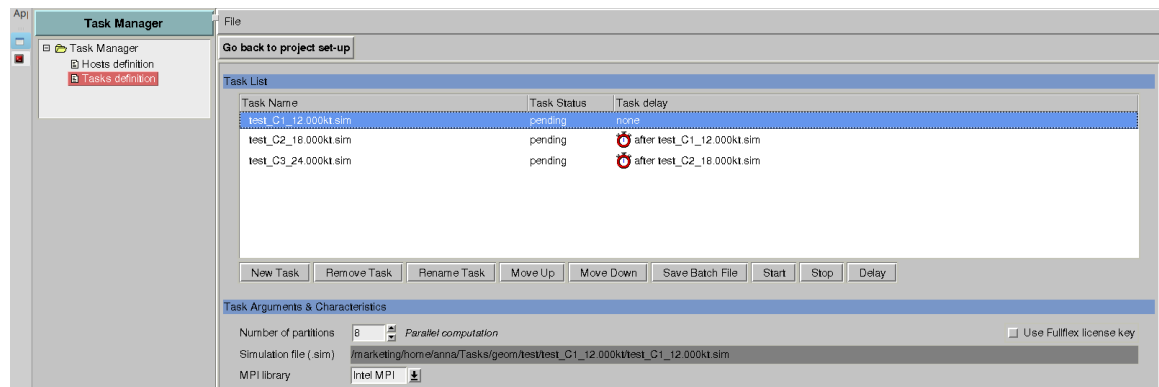 Ap
Task Manager
File
Task Manager
Hosts definition
Tasks definition
Go back to project set-up
Task List
Task Name Task Status Task delay
test_C1_12.000kt.sim pending none
test_C2_18.000kt.sim pending after test_C1_12.000kt.sim
test_C3_24.000kt.sim pending after test_C2_18.000kt.sim
New Task Remove Task Rename Task Move Up Move Down Save Batch File Start Stop Delay
Task Arguments & Characteristics
Number of partitions 8 Parallel computation Use Fullflex license key
Simulation file (.sim) /marketing/home/anna/Tasks/geom/test/test_C1_12.000kt/test_C1_12.000kt.sim
MPI library Intel MPI